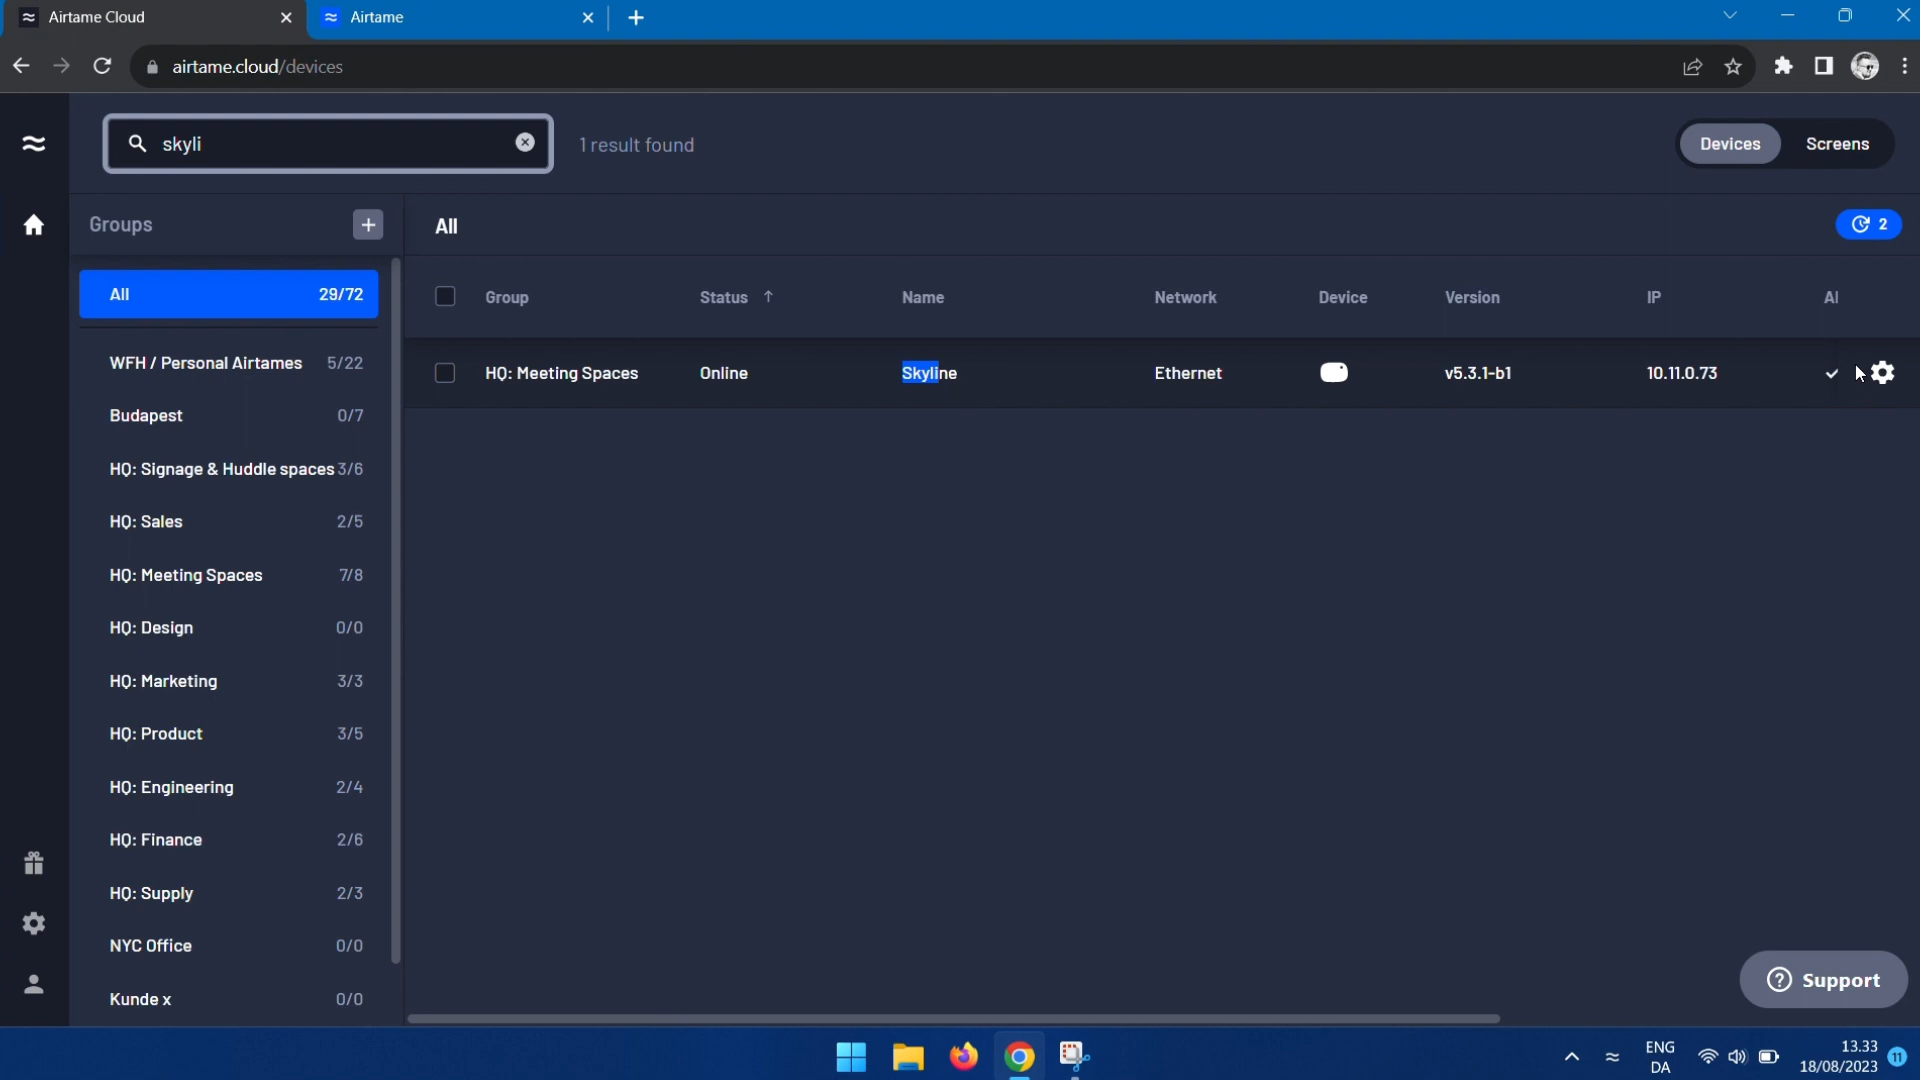 Airtame Cloud
Airtame
airtame.cloud/devices
skyli
1 result found
Devices
Screens
Groups
All
2
All 29/72
WFH / Personal Airtames 5/22
Budapest 0/7
HQ: Signage & Huddle spaces 3/6
HQ: Sales 2/5
HQ: Meeting Spaces 7/8
HQ: Design 0/0
HQ: Marketing 3/3
HQ: Product 3/5
HQ: Engineering 2/4
HQ: Finance 2/6
HQ: Supply 2/3
NYC Office 0/0
Kunde x 0/0
Group Status Name Network Device Version IP AI
HQ: Meeting Spaces Online Skyline Ethernet v5.3.1-b1 10.11.0.73
Support
ENG
DA
13.33
18/08/2023
11